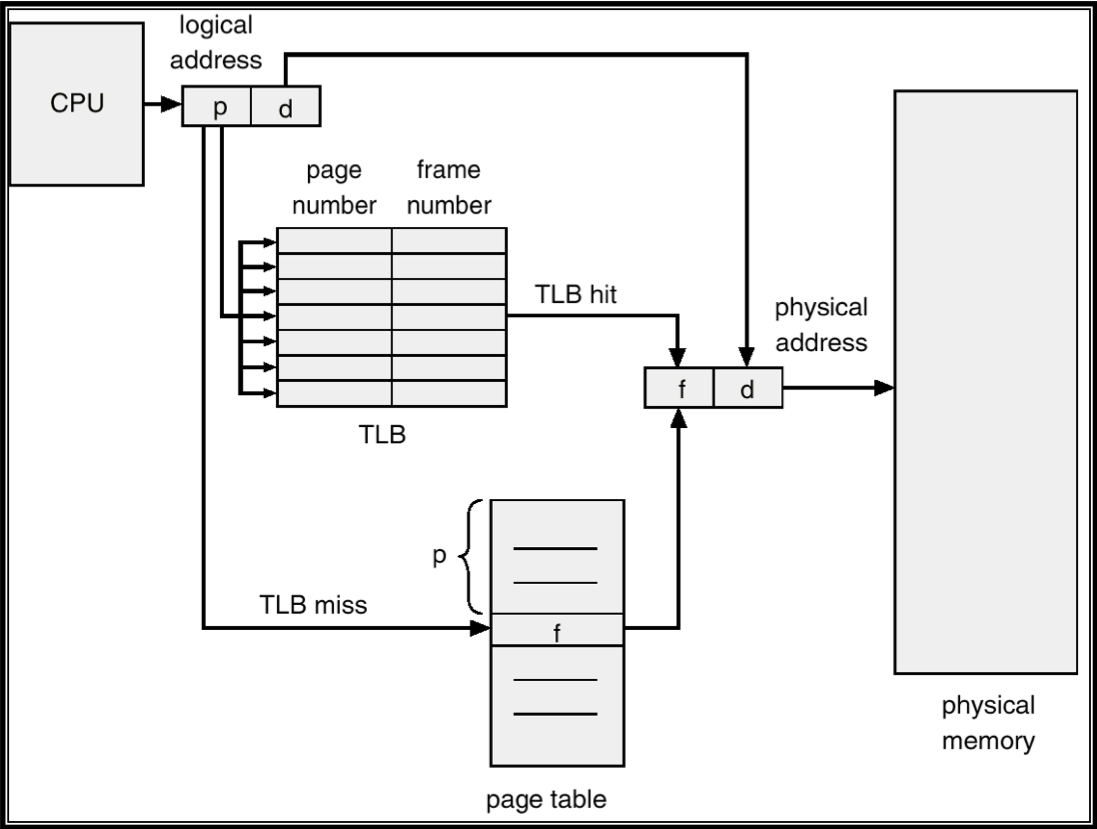 logical
address
CPU
p
d
page
number
frame
number
TLB hit
physical
address
f
d
TLB
p
TLB miss
f
physical
memory
page table